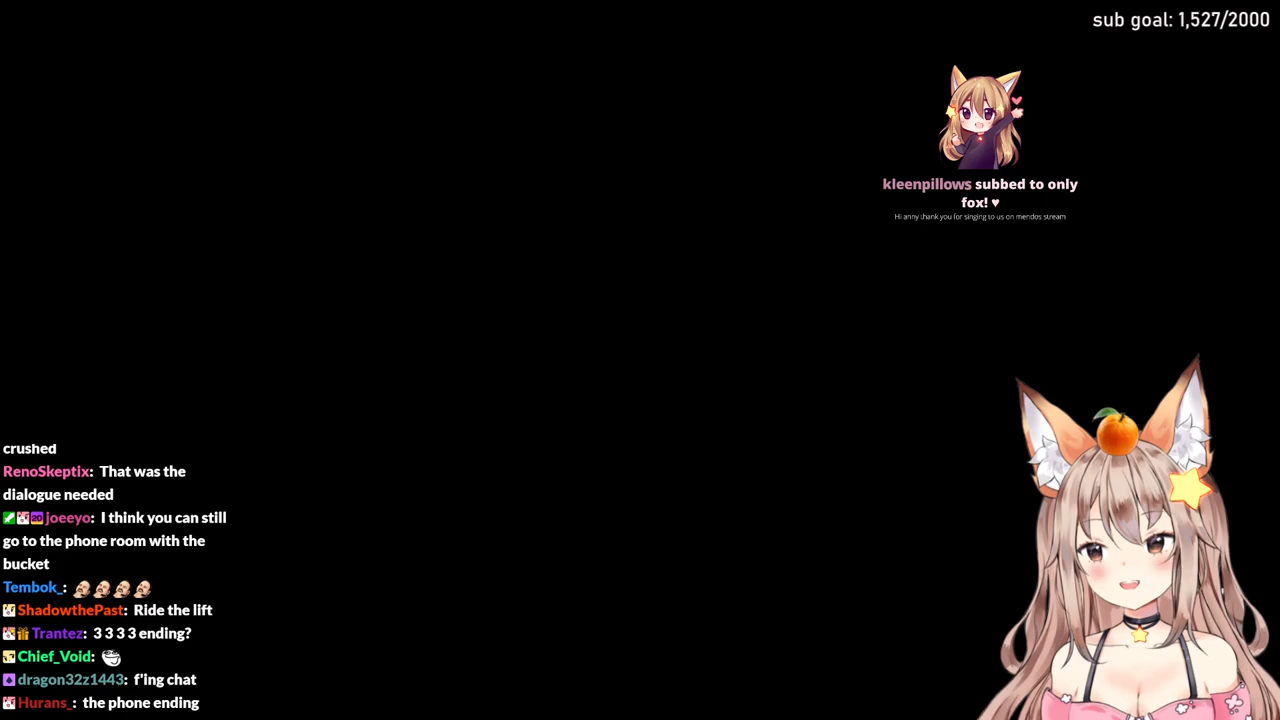 sub goal: 1,527/2000
kleenpillows subbed to only
fox! ♥
Hi anny thank you for singing to us on mendos stream
crushed
RenoSkeptix: That was the
dialogue needed
joeeyo: I think you can still
go to the phone room with the
bucket
Tembok_:
ShadowthePast: Ride the lift
Trantez: 3 3 3 3 ending?
Chief_Void:
dragon32z1443: f'ing chat
Hurans_: the phone ending